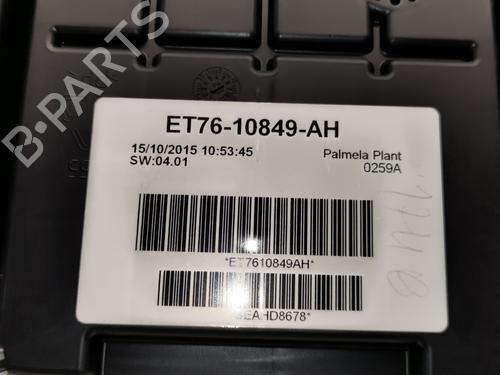 B-PARTS
ET76-10849-AH
15/10/2015 10:53:45
SW:04.01
Palmela Plant
0259A
*ET7610849AH*